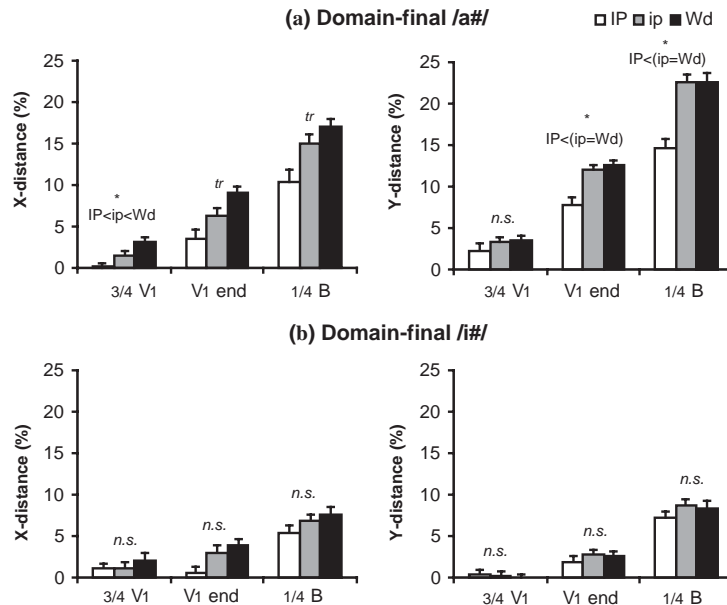 (a) Domain-final /a#/
IP ip Wd
X-distance (%)
25
20
15
10
5
0
*
IP<ip<Wd
tr
tr
3/4 V1
V1 end
1/4 B
Y-distance (%)
25
20
15
10
5
0
n.s.
*
IP<(ip=Wd)
*
IP<(ip=Wd)
3/4 V1
V1 end
1/4 B
(b) Domain-final /i#/
X-distance (%)
25
20
15
10
5
0
n.s.
n.s.
n.s.
3/4 V1
V1 end
1/4 B
Y-distance (%)
25
20
15
10
5
0
n.s.
n.s.
n.s.
3/4 V1
V1 end
1/4 B